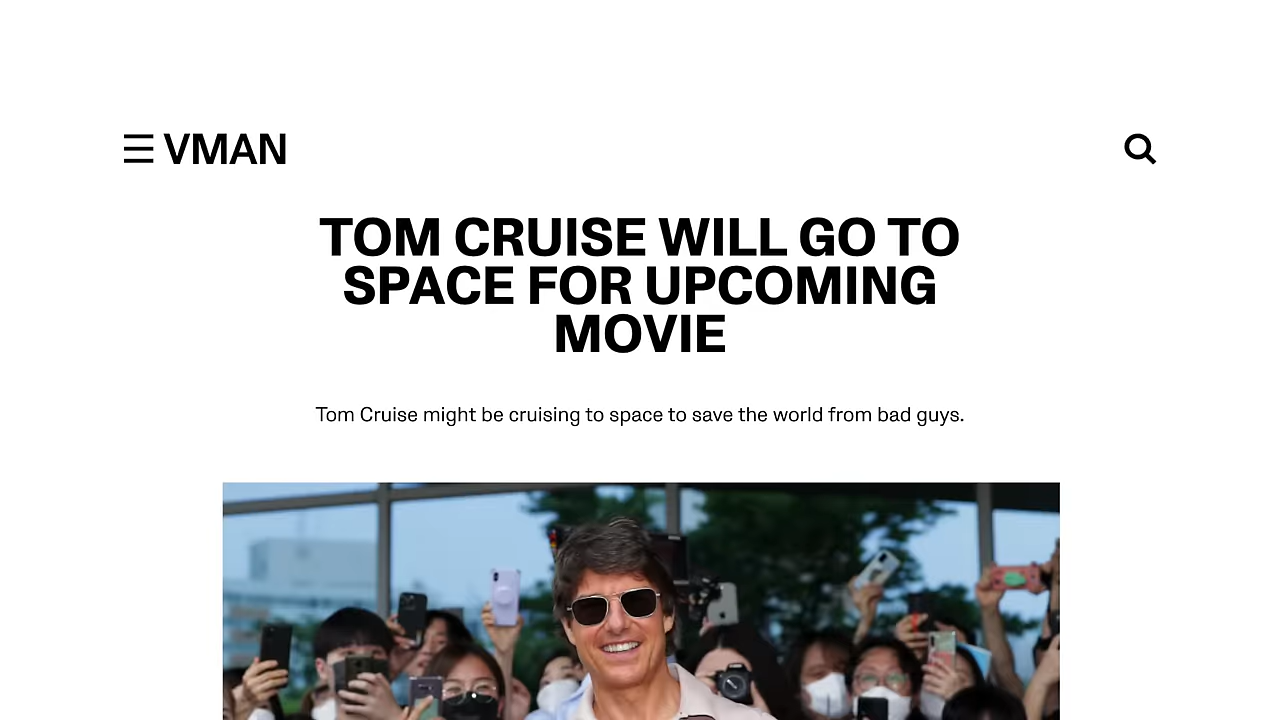 VMAN
TOM CRUISE WILL GO TO
SPACE FOR UPCOMING
MOVIE
Tom Cruise might be cruising to space to save the world from bad guys.